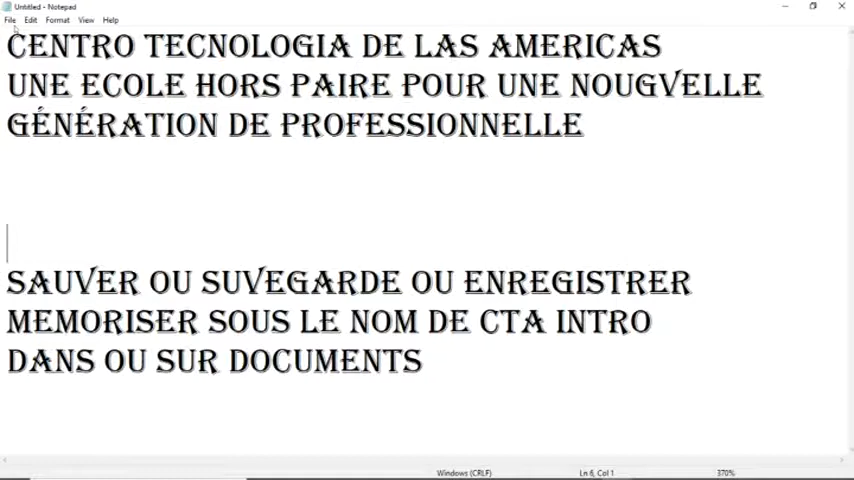 Untitled - Notepad
File Edit Format View Help
CENTRO TECNOLOGIA DE LAS AMERICAS
UNE ECOLE HORS PAIRE POUR UNE NOUGVELLE
GÉNÉRATION DE PROFESSIONNELLE
SAUVER OU SUVEGARDE OU ENREGISTRER
MEMORISER SOUS LE NOM DE CTA INTRO
DANS OU SUR DOCUMENTS
Windows (CRLF) Ln 6, Col 1 370%